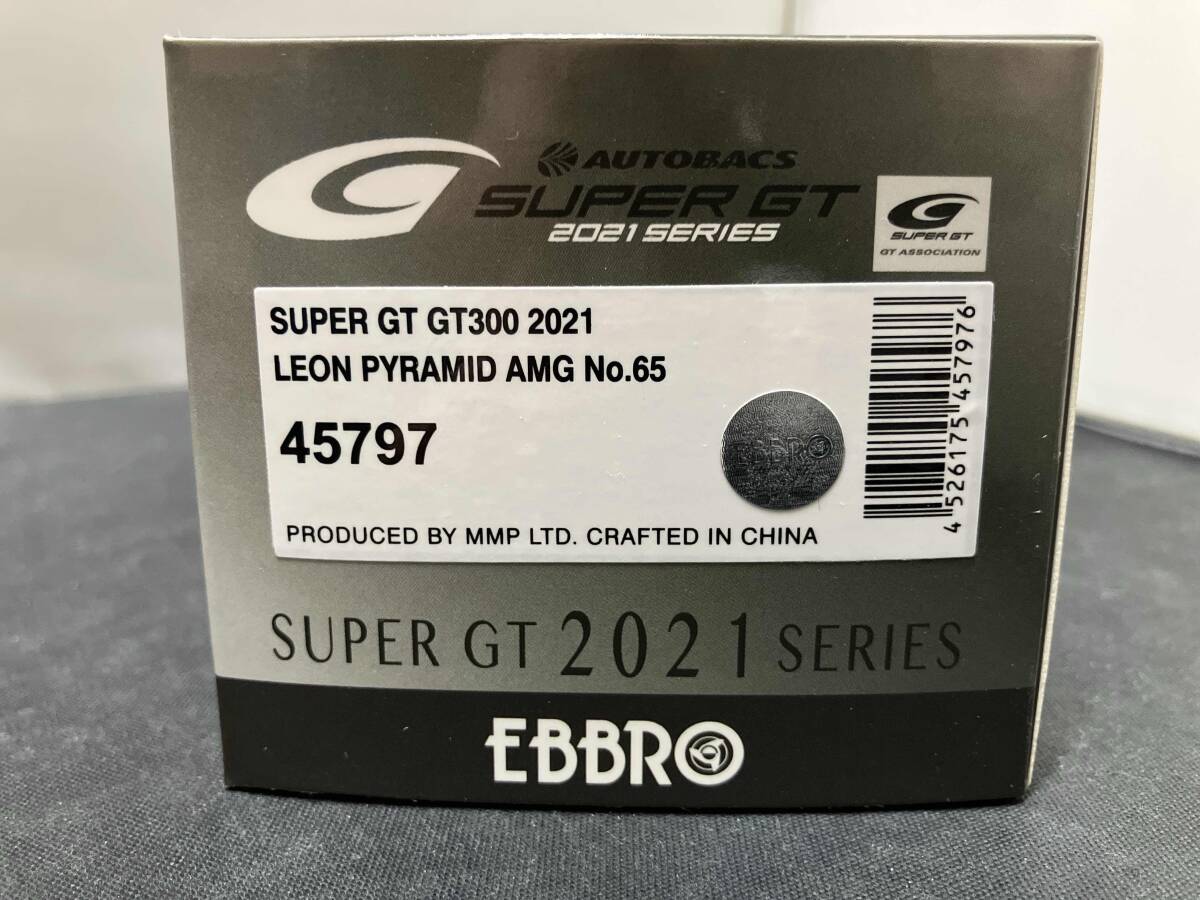 AUTOBACS
SUPER GT
2021 SERIES
SUPER GT
GT ASSOCIATION
SUPER GT GT300 2021
LEON PYRAMID AMG No.65
45797
EBBRO
PRODUCED BY MMP LTD. CRAFTED IN CHINA
4 526175 457976
SUPER GT 2021 SERIES
EBBRO